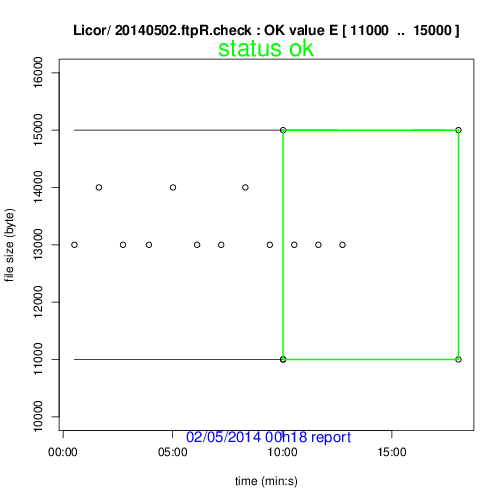 Licor/ 20140502.ftpR.check : OK value E [ 11000 .. 15000 ]
status ok
file size (byte)
16000
15000
14000
13000
12000
11000
10000
02/05/2014 00h18 report
00:00 05:00 10:00 15:00
time (min:s)